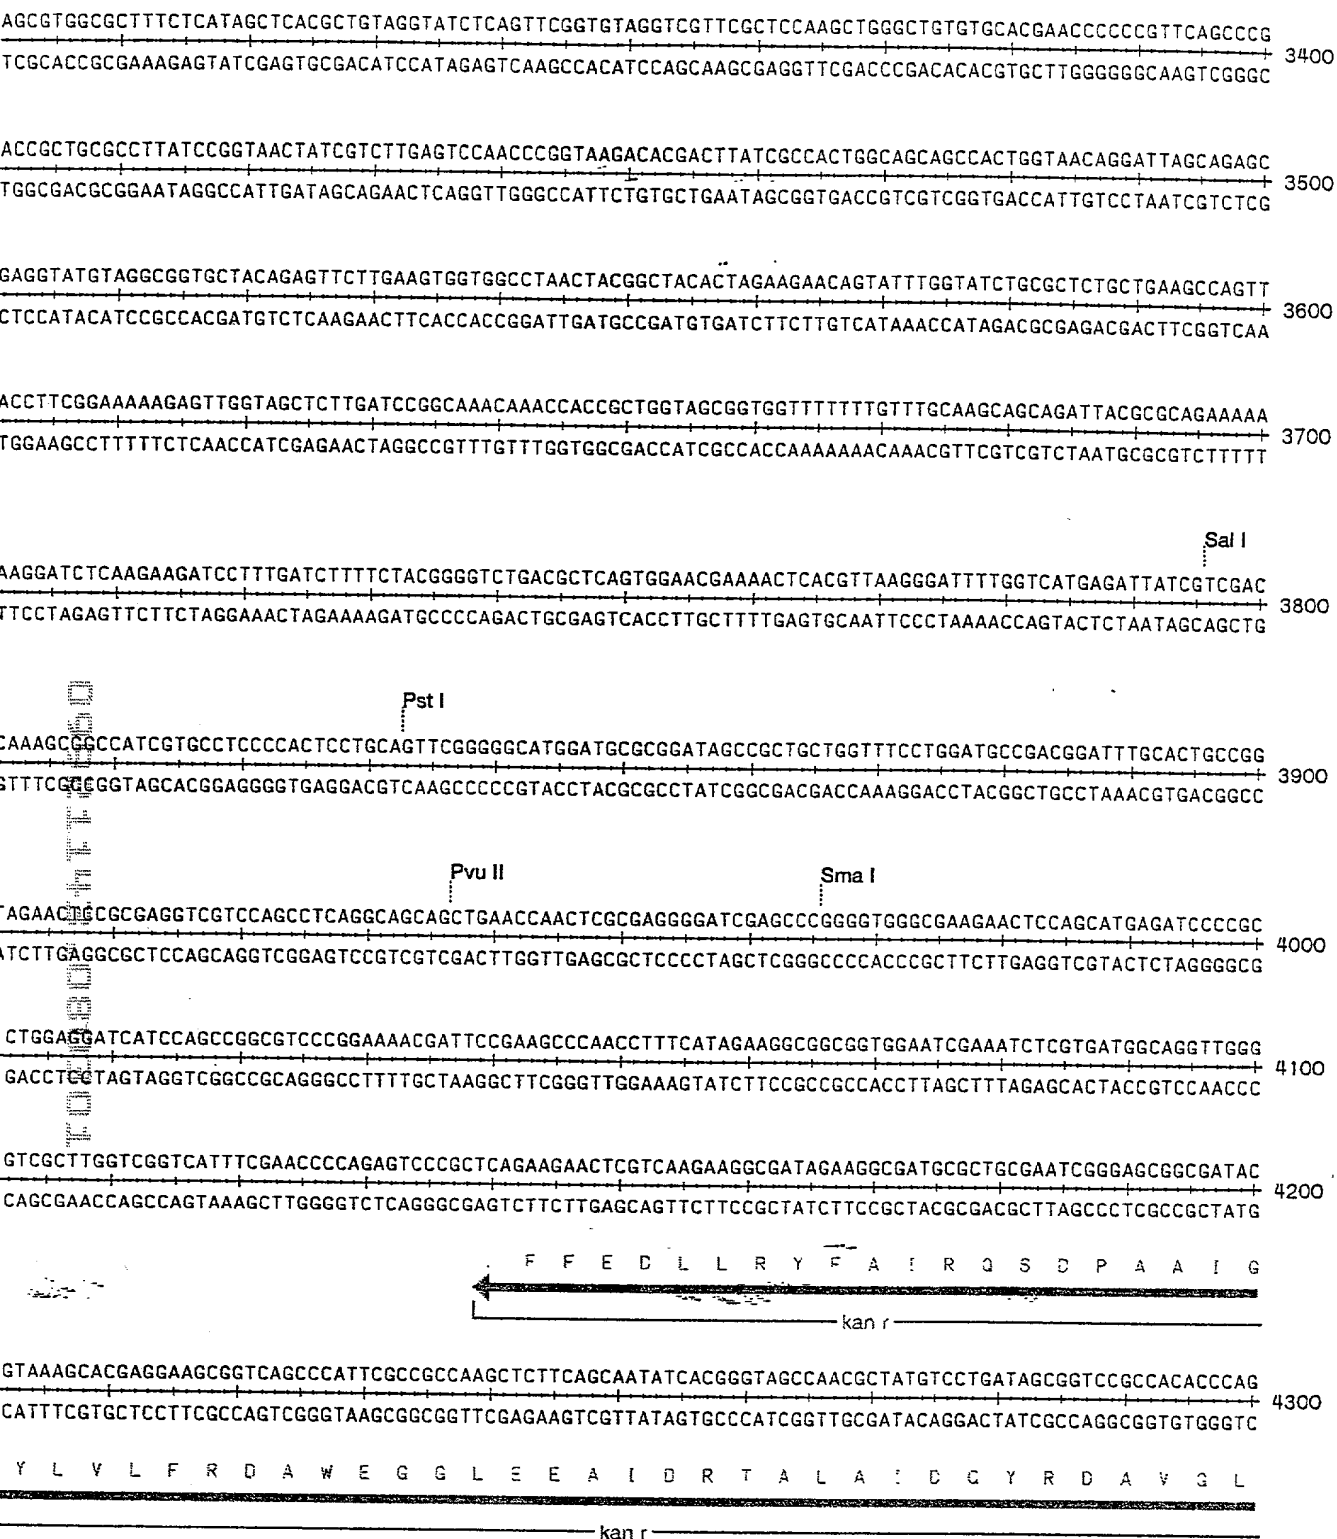 AGCGTGGCGCTTTCTCATAGCTCACGCTGTAGGTATCTCAGTTCGGTGTAGGTCGTTCGCTCCAAGCTGGGCTGTGTGCACGAACCCCCCGTTCAGCCCG
3400
TCGCACCGCGAAAGAGTATCGAGTGCGACATCCATAGAGTCAAGCCACATCCAGCAAGCGAGGTTCGACCCGACACACGTGCTTGGGGGGCAAGTCGGGC
ACCGCTGCGCCTTATCCGGTAACTATCGTCTTGAGTCCAACCCGGTAAGACACGACTTATCGCCACTGGCAGCAGCCACTGGTAACAGGATTAGCAGAGC
3500
TGGCGACGCGGAATAGGCCATTGATAGCAGAACTCAGGTTGGGCCATTCTGTGCTGAATAGCGGTGACCGTCGTCGGTGACCATTGTCCTAATCGTCTCG
GAGGTATGTAGGCGGTGCTACAGAGTTCTTGAAGTGGTGGCCTAACTACGGCTACACTAGAAGAACAGTATTTGGTATCTGCGCTCTGCTGAAGCCAGTT
3600
CTCCATACATCCGCCACGATGTCTCAAGAACTTCACCACCGGATTGATGCCGATGTGATCTTCTTGTCATAAACCATAGACGCGAGACGACTTCGGTCAA
ACCTTCGGAAAAAGAGTTGGTAGCTCTTGATCCGGCAAACAAACCACCGCTGGTAGCGGTGGTTTTTTTGTTTGCAAGCAGCAGATTACGCGCAGAAAAA
3700
TGGAAGCCTTTTTCTCAACCATCGAGAACTAGGCCGTTTGTTTGGTGGCGACCATCGCCACCAAAAAAACAAACGTTCGTCGTCTAATGCGCGTCTTTTT
Sal I
AAGGATCTCAAGAAGATCCTTTGATCTTTTCTACGGGGTCTGACGCTCAGTGGAACGAAAACTCACGTTAAGGGATTTTGGTCATGAGATTATCGTCGAC
3800
TTCCTAGAGTTCTTCTAGGAAACTAGAAAAGATGCCCCAGACTGCGAGTCACCTTGCTTTTGAGTGCAATTCCCTAAAACCAGTACTCTAATAGCAGCTG
Pst I
CAAAGCGGCCATCGTGCCTCCCCACTCCTGCAGTTCGGGGGCATGGATGCGCGGATAGCCGCTGCTGGTTTCCTGGATGCCGACGGATTTGCACTGCCGG
3900
GTTTCGCCGGTAGCACGGAGGGGTGAGGACGTCAAGCCCCCGTACCTACGCGCCTATCGGCGACGACCAAAGGACCTACGGCTGCCTAAACGTGACGGCC
Pvu II Sma I
TAGAACTCCGCGAGGTCGTCCAGCCTCAGGCAGCAGCTGAACCAACTCGCGAGGGGATCGAGCCCGGGGTGGGCGAAGAACTCCAGCATGAGATCCCCGC
4000
ATCTTGAGGCGCTCCAGCAGGTCGGAGTCCGTCGTCGACTTGGTTGAGCGCTCCCCTAGCTCGGGCCCCACCCGCTTCTTGAGGTCGTACTCTAGGGGCG
CTGGAGGATCATCCAGCCGGCGTCCCGGAAAACGATTCCGAAGCCCAACCTTTCATAGAAGGCGGCGGTGGAATCGAAATCTCGTGATGGCAGGTTGGG
4100
GACCTCCTAGTAGGTCGGCCGCAGGGCCTTTTGCTAAGGCTTCGGGTTGGAAAGTATCTTCCGCCGCCACCTTAGCTTTAGAGCACTACCGTCCAACCC
GTCGCTTGGTCGGTCATTTCGAACCCCAGAGTCCCGCTCAGAAGAACTCGTCAAGAAGGCGATAGAAGGCGATGCGCTGCGAATCGGGAGCGGCGATAC
4200
CAGCGAACCAGCCAGTAAAGCTTGGGGTCTCAGGGCGAGTCTTCTTGAGCAGTTCTTCCGCTATCTTCCGCTACGCGACGCTTAGCCCTCGCCGCTATG
F F E D L L R Y F A I R Q S D P A A I G
kan r
GTAAAGCACGAGGAAGCGGTCAGCCCATTCGCCGCCAAGCTCTTCAGCAATATCACGGGTAGCCAACGCTATGTCCTGATAGCGGTCCGCCACACCCAG
4300
CATTTCGTGCTCCTTCGCCAGTCGGGTAAGCGGCGGTTCGAGAAGTCGTTATAGTGCCCATCGGTTGCGATACAGGACTATCGCCAGGCGGTGTGGGTC
Y L V L F R D A W E G G L E E A I D R T A L A I D Q Y R D A V G L
kan r